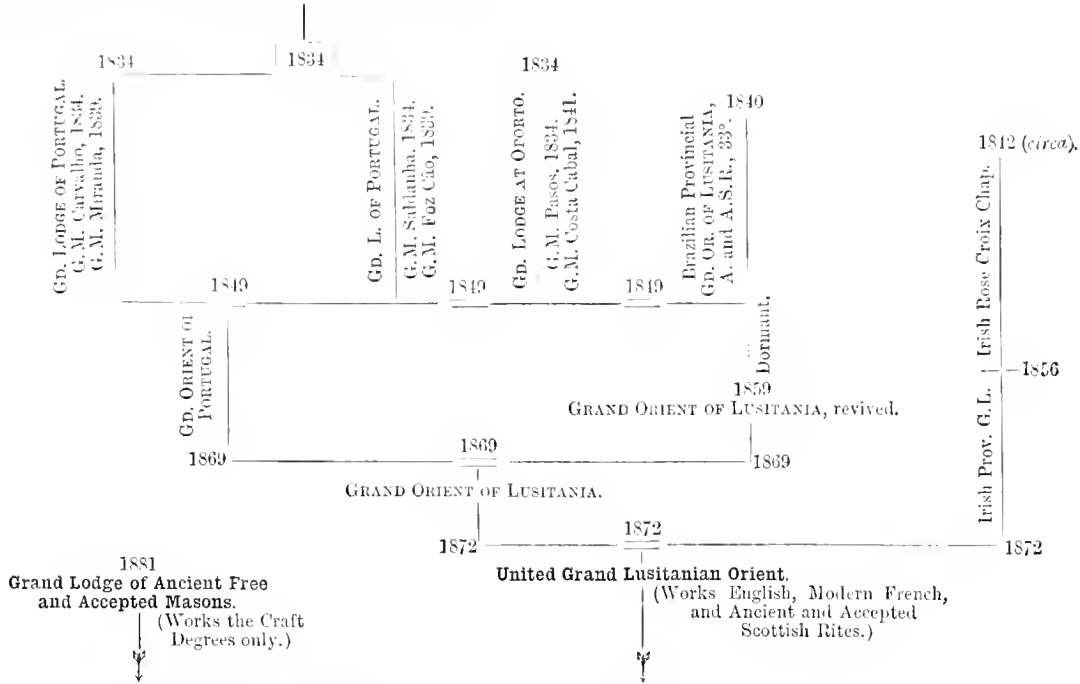 1834
1834
1834
GD. LODGE OF PORTUGAL.
G.M. CARVALHO, 1834.
G.M. MIRANDA, 1839.
GD. L. OF PORTUGAL.
G.M. SALDANHA, 1834.
G.M. FOZ CÃO, 1839.
GD. LODGE AT OPORTO.
G.M. PASOS, 1834.
G.M. COSTA CABAL, 1841.
1840
Brazilian Provincial
GD. OR. OF LUSITANIA,
A. and A.S.R., 33°.
1842 (circa).
Irish Rose Croix Chap.
1849
1849
1849
GD. ORIENT OF
PORTUGAL.
Dormant.
1856
1859
GRAND ORIENT OF LUSITANIA, revived.
Irish Prov. G.L.
1869
1869
1869
GRAND ORIENT OF LUSITANIA.
1872
1872
1872
1881
Grand Lodge of Ancient Free
and Accepted Masons.
(Works the Craft
Degrees only.)
United Grand Lusitanian Orient.
(Works English, Modern French,
and Ancient and Accepted
Scottish Rites.)